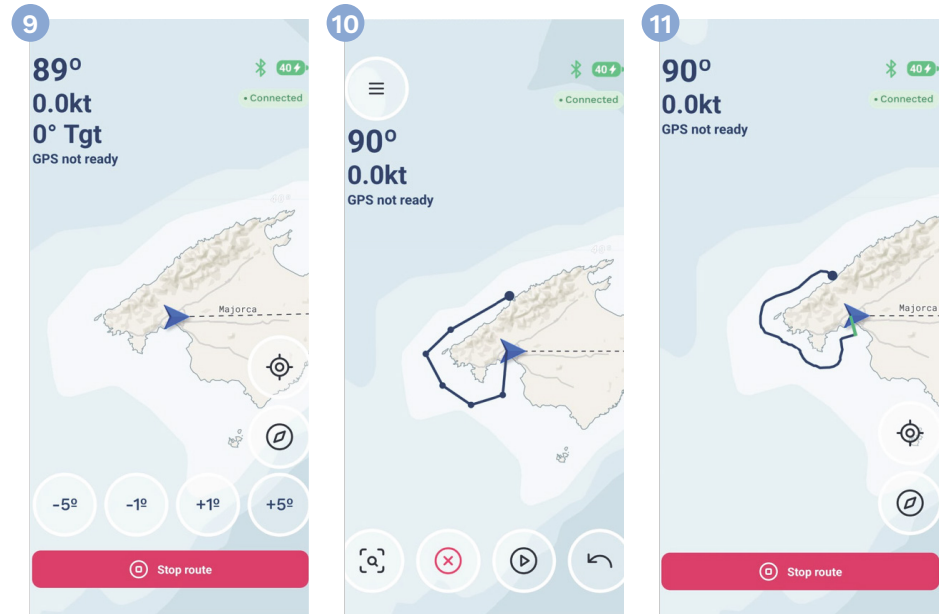 9
89º
40
• Connected
0.0kt
0° Tgt
GPS not ready
Majorca
-5º
-1º
+1º
+5º
Stop route
10
40
• Connected
90º
0.0kt
GPS not ready
11
90º
40
• Connected
0.0kt
GPS not ready
Majorca
Stop route